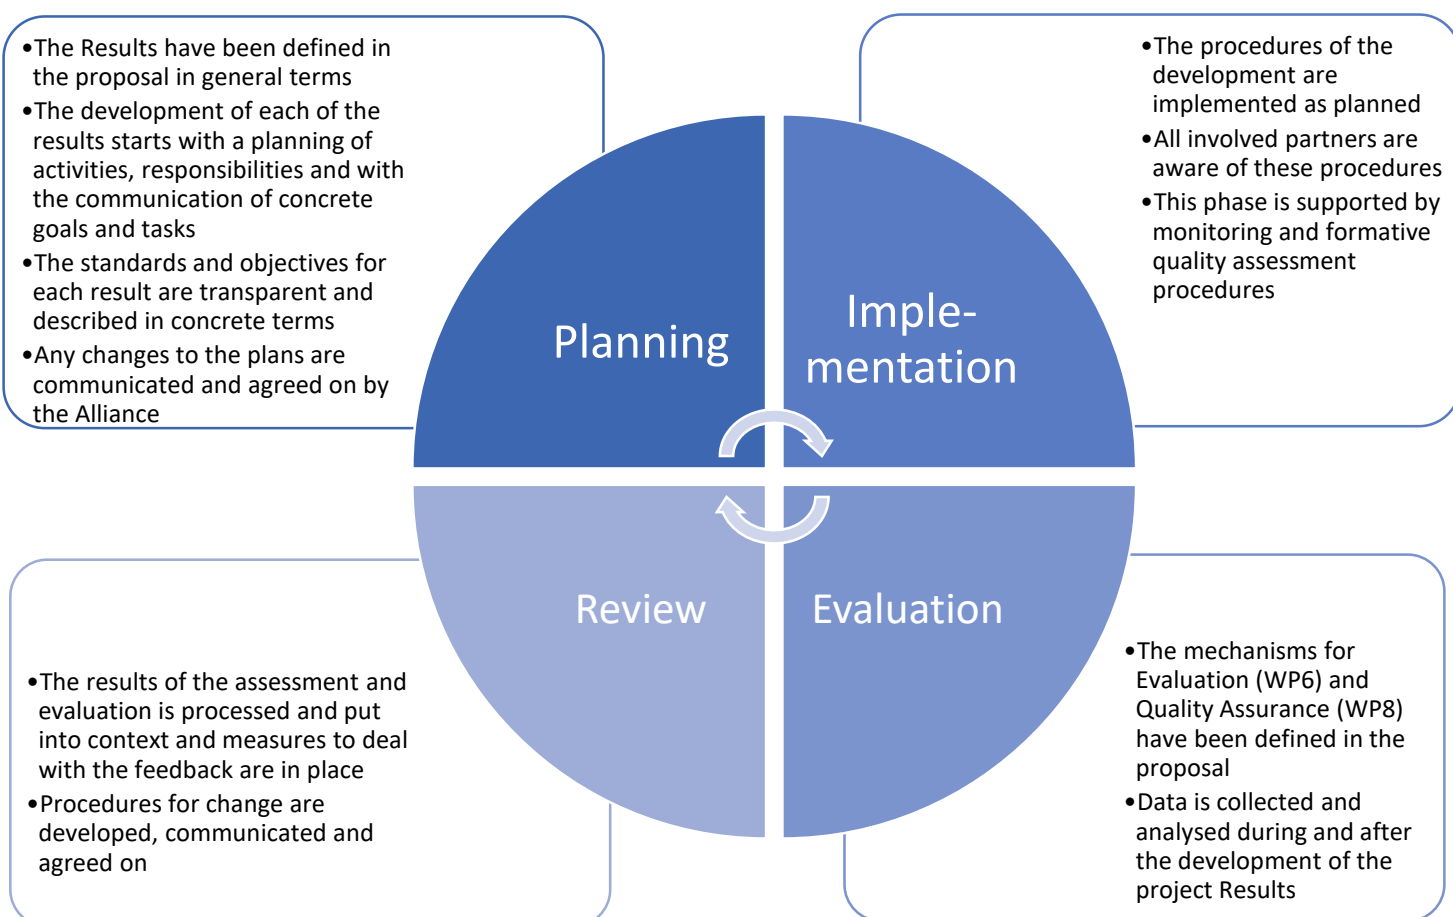 •The Results have been defined in
the proposal in general terms
•The development of each of the
results starts with a planning of
activities, responsibilities and with
the communication of concrete
goals and tasks
•The standards and objectives for
each result are transparent and
described in concrete terms
•Any changes to the plans are
communicated and agreed on by
the Alliance
•The procedures of the
development are
implemented as planned
•All involved partners are
aware of these procedures
•This phase is supported by
monitoring and formative
quality assessment
procedures
Planning
Imple-
mentation
Review
Evaluation
•The results of the assessment and
evaluation is processed and put
into context and measures to deal
with the feedback are in place
•Procedures for change are
developed, communicated and
agreed on
•The mechanisms for
Evaluation (WP6) and
Quality Assurance (WP8)
have been defined in the
proposal
•Data is collected and
analysed during and after
the development of the
project Results